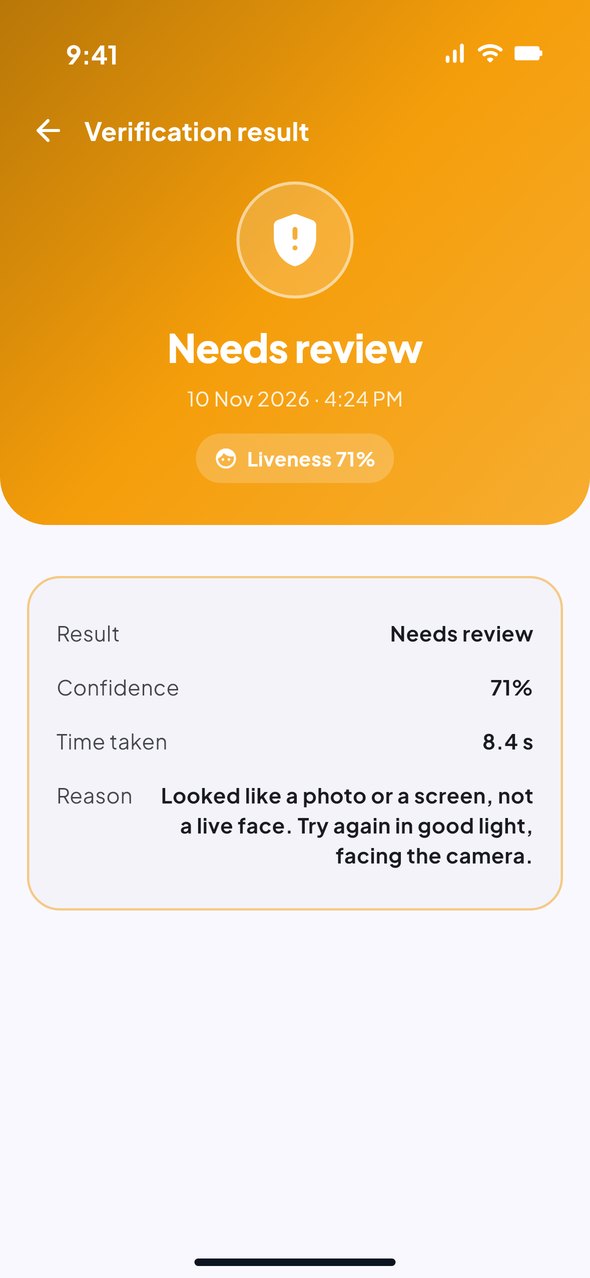 9:41
Verification result
Needs review
10 Nov 2026 · 4:24 PM
Liveness 71%
Result Needs review
Confidence 71%
Time taken 8.4 s
Reason Looked like a photo or a screen, not
a live face. Try again in good light,
facing the camera.